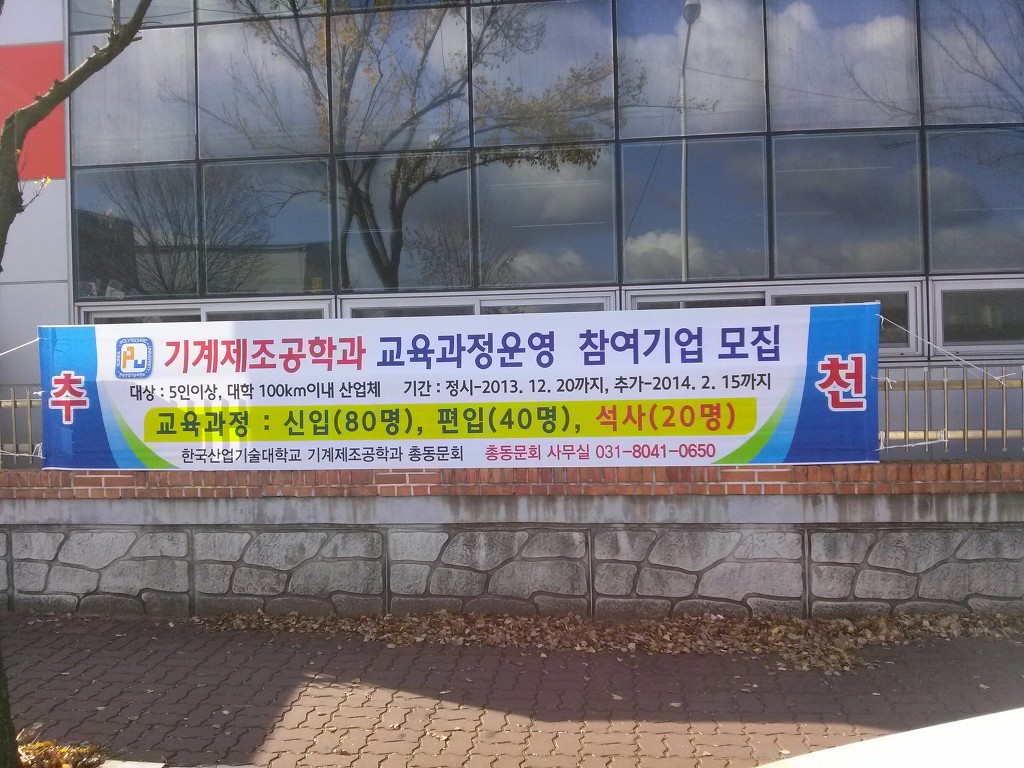 추 천
기계제조공학과 교육과정운영 참여기업 모집
대상 : 5인이상, 대학 100km이내 산업체 기간 : 정시-2013. 12. 20까지, 추가-2014. 2. 15까지
교육과정 : 신입(80명), 편입(40명), 석사(20명)
한국산업기술대학교 기계제조공학과 총동문회 총동문회 사무실 031-8041-0650